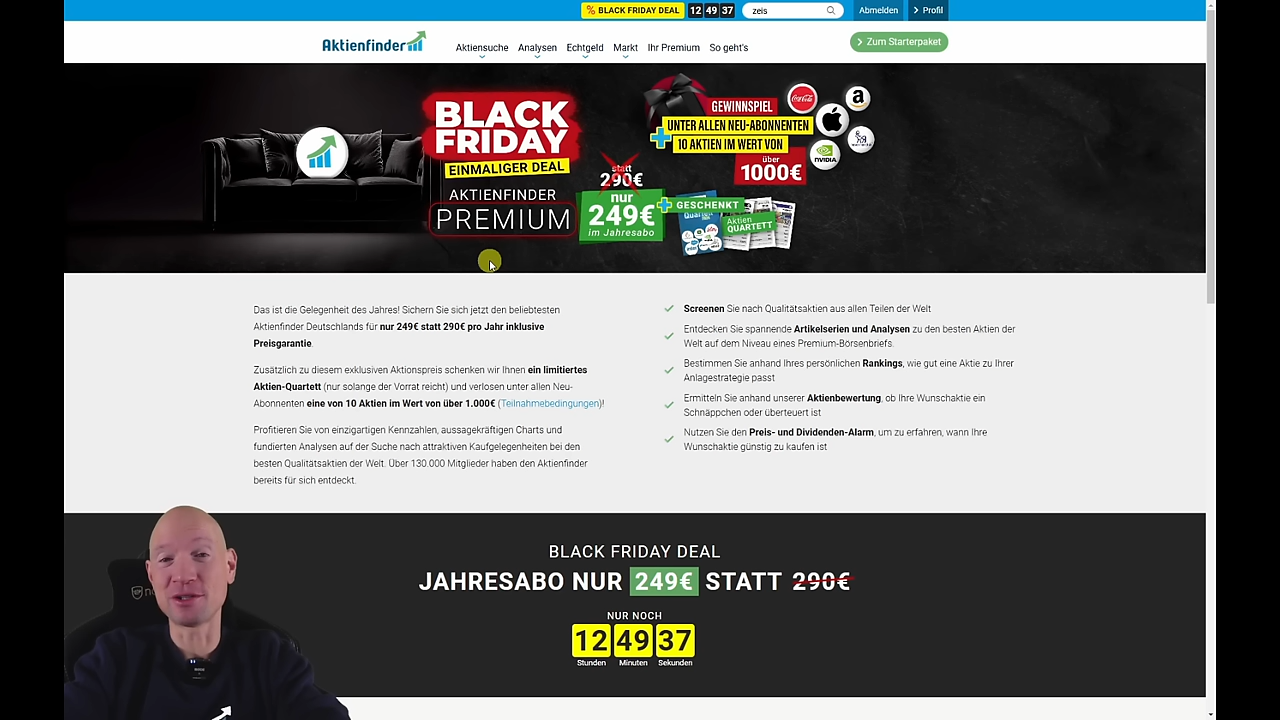 % BLACK FRIDAY DEAL 12 49 37 zeis Abmelden Profil
Aktienfinder Aktiensuche Analysen Echtgeld Markt Ihr Premium So geht's Zum Starterpaket
BLACK
FRIDAY
EINMALIGER DEAL
AKTIENFINDER
PREMIUM
statt
290€
nur
249€
im Jahresabo
GEWINNSPIEL
UNTER ALLEN NEU-ABONNENTEN
10 AKTIEN IM WERT VON
über
1000€
+ GESCHENKT
Quartett
Aktien
QUARTETT
Coca-Cola
a
NVIDIA
Das ist die Gelegenheit des Jahres! Sichern Sie sich jetzt den beliebtesten
Aktienfinder Deutschlands für nur 249€ statt 290€ pro Jahr inklusive
Preisgarantie.
Zusätzlich zu diesem exklusiven Aktionspreis schenken wir Ihnen ein limitiertes
Aktien-Quartett (nur solange der Vorrat reicht) und verlosen unter allen Neu-
Abonnenten eine von 10 Aktien im Wert von über 1.000€ (Teilnahmebedingungen)!
Profitieren Sie von einzigartigen Kennzahlen, aussagekräftigen Charts und
fundierten Analysen auf der Suche nach attraktiven Kaufgelegenheiten bei den
besten Qualitätsaktien der Welt. Über 130.000 Mitglieder haben den Aktienfinder
bereits für sich entdeckt.
Screenen Sie nach Qualitätsaktien aus allen Teilen der Welt
Entdecken Sie spannende Artikelserien und Analysen zu den besten Aktien der
Welt auf dem Niveau eines Premium-Börsenbriefs.
Bestimmen Sie anhand Ihres persönlichen Rankings, wie gut eine Aktie zu Ihrer
Anlagestrategie passt
Ermitteln Sie anhand unserer Aktienbewertung, ob Ihre Wunschaktie ein
Schnäppchen oder überteuert ist
Nutzen Sie den Preis- und Dividenden-Alarm, um zu erfahren, wann Ihre
Wunschaktie günstig zu kaufen ist
BLACK FRIDAY DEAL
JAHRESABO NUR 249€ STATT 290€
NUR NOCH
12 49 37
Stunden Minuten Sekunden